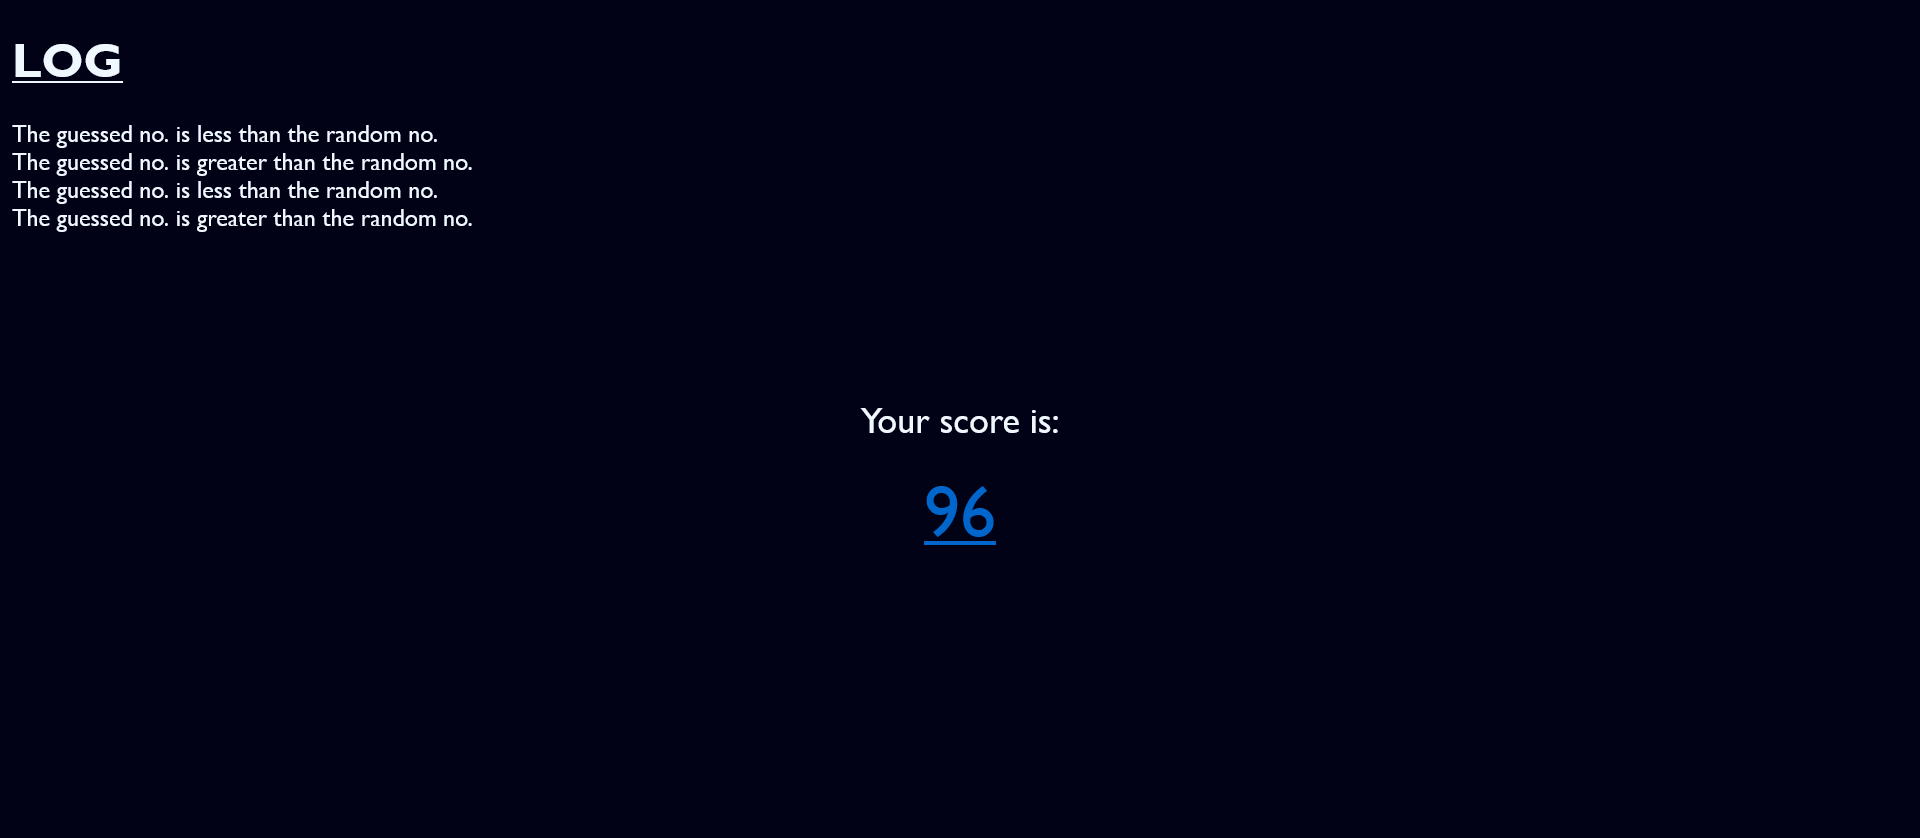 LOG
The guessed no. is less than the random no.
The guessed no. is greater than the random no.
The guessed no. is less than the random no.
The guessed no. is greater than the random no.
Your score is:
96